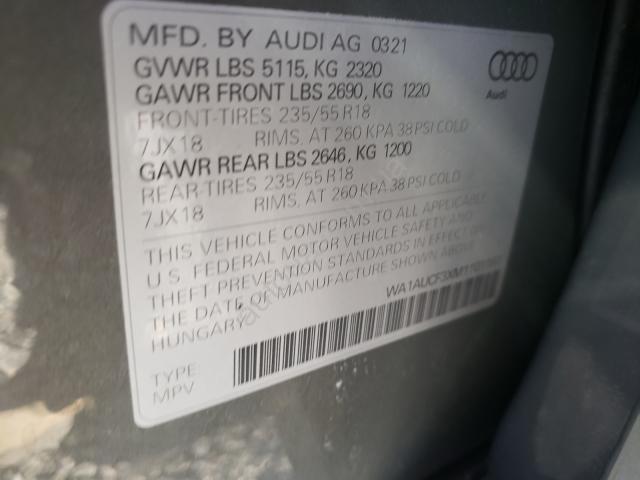 MFD. BY AUDI AG 0321
GVWR LBS 5115, KG 2320
GAWR FRONT LBS 2690, KG 1220
FRONT-TIRES 235/55 R18
7JX18 RIMS, AT 260 KPA 38 PSI COLD
GAWR REAR LBS 2646, KG 1200
REAR-TIRES 235/55 R18
7JX18 RIMS, AT 260 KPA 38 PSI COLD
Audi
THIS VEHICLE CONFORMS TO ALL APPLICABLE
U.S. FEDERAL MOTOR VEHICLE SAFETY AND
THEFT PREVENTION STANDARDS IN EFFECT ON
THE DATE OF MANUFACTURE SHOWN ABOVE.
HUNGARY
TYPE:
MPV